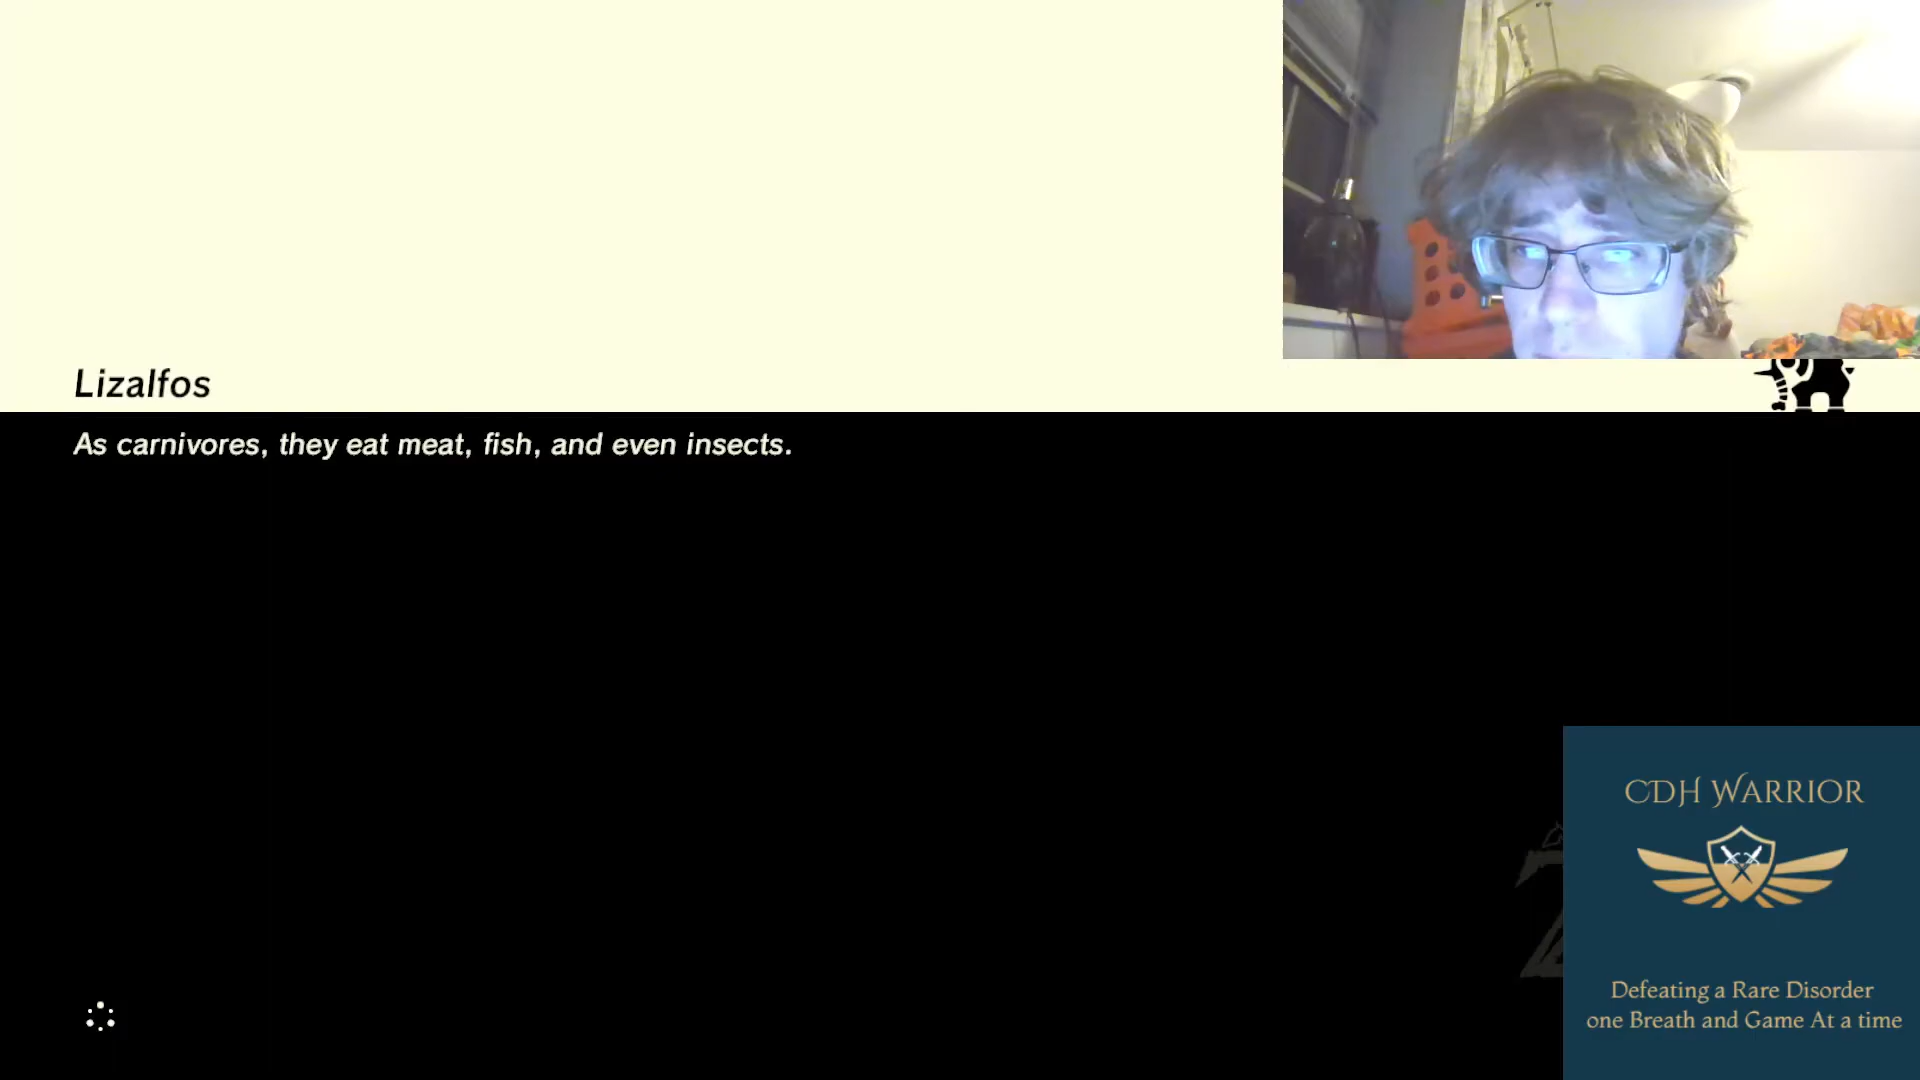 Lizalfos
As carnivores, they eat meat, fish, and even insects.
CDH WARRIOR
Defeating a Rare Disorder
one Breath and Game At a time